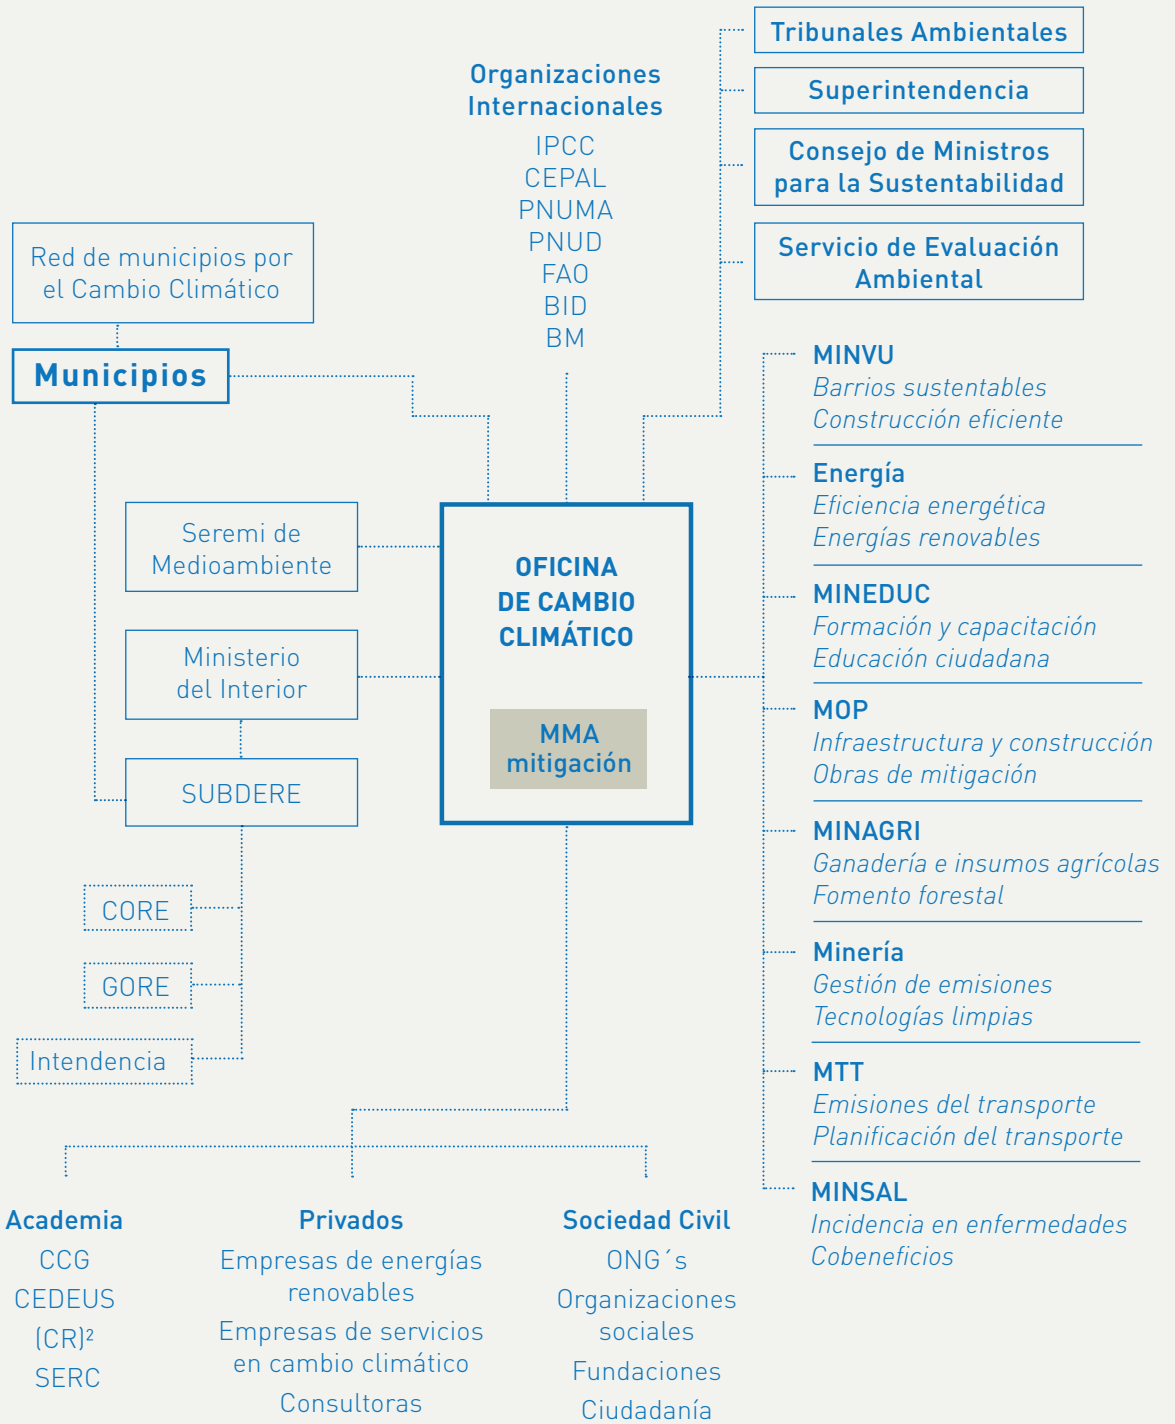 Tribunales Ambientales
Superintendencia
Consejo de Ministros
para la Sustentabilidad
Servicio de Evaluación
Ambiental
Organizaciones
Internacionales
IPCC
CEPAL
PNUMA
PNUD
FAO
BID
BM
Red de municipios por
el Cambio Climático
Municipios
Seremi de
Medioambiente
Ministerio
del Interior
SUBDERE
CORE
GORE
Intendencia
OFICINA
DE CAMBIO
CLIMÁTICO
MMA
mitigación
MINVU
Barrios sustentables
Construcción eficiente
Energía
Eficiencia energética
Energías renovables
MINEDUC
Formación y capacitación
Educación ciudadana
MOP
Infraestructura y construcción
Obras de mitigación
MINAGRI
Ganadería e insumos agrícolas
Fomento forestal
Minería
Gestión de emisiones
Tecnologías limpias
MTT
Emisiones del transporte
Planificación del transporte
MINSAL
Incidencia en enfermedades
Cobeneficios
Academia
CCG
CEDEUS
(CR)²
SERC
Privados
Empresas de energías
renovables
Empresas de servicios
en cambio climático
Consultoras
Sociedad Civil
ONG´s
Organizaciones
sociales
Fundaciones
Ciudadanía